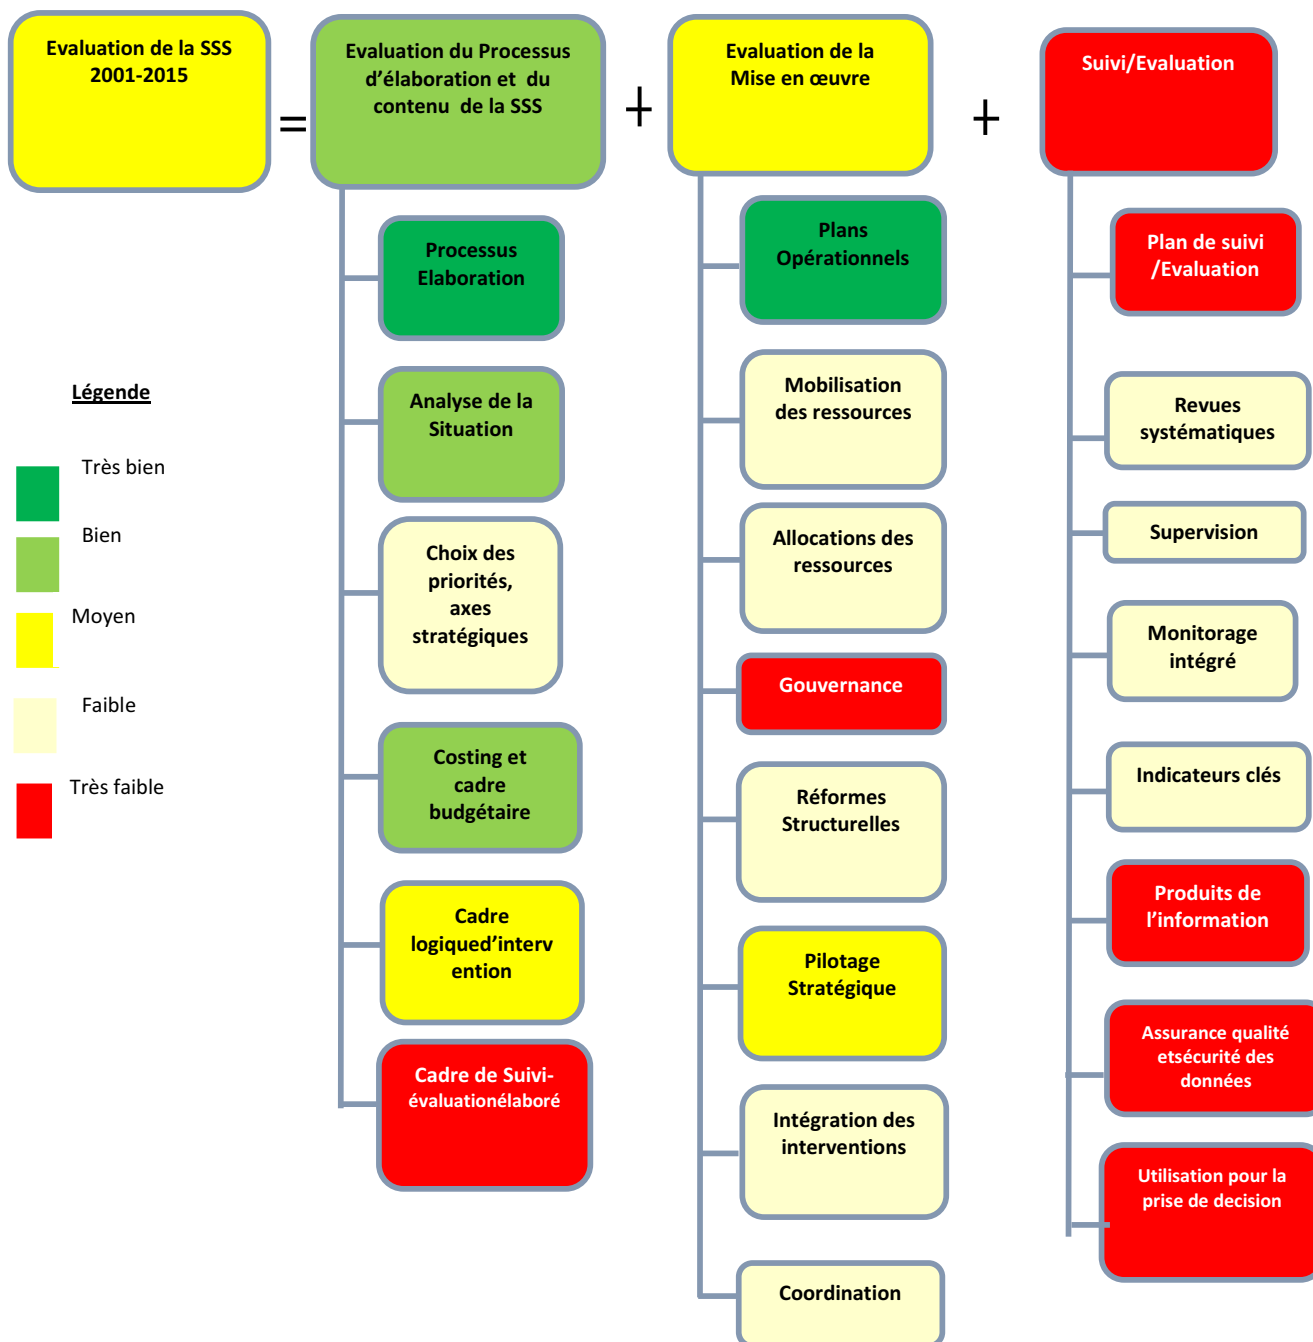 Evaluation de la SSS
2001-2015
=
Evaluation du Processus
d’élaboration et du
contenu de la SSS
+
Evaluation de la
Mise en œuvre
+
Suivi/Evaluation
Processus
Elaboration
Analyse de la
Situation
Choix des
priorités,
axes
stratégiques
Costing et
cadre
budgétaire
Cadre
logiqued’interv
ention
Cadre de Suivi-
évaluationélaboré
Plans
Opérationnels
Mobilisation
des ressources
Allocations des
ressources
Gouvernance
Réformes
Structurelles
Pilotage
Stratégique
Intégration des
interventions
Coordination
Plan de suivi
/Evaluation
Revues
systématiques
Supervision
Monitorage
intégré
Indicateurs clés
Produits de
l’information
Assurance qualité
etsécurité des
données
Utilisation pour la
prise de decision
Légende
Très bien
Bien
Moyen
Faible
Très faible